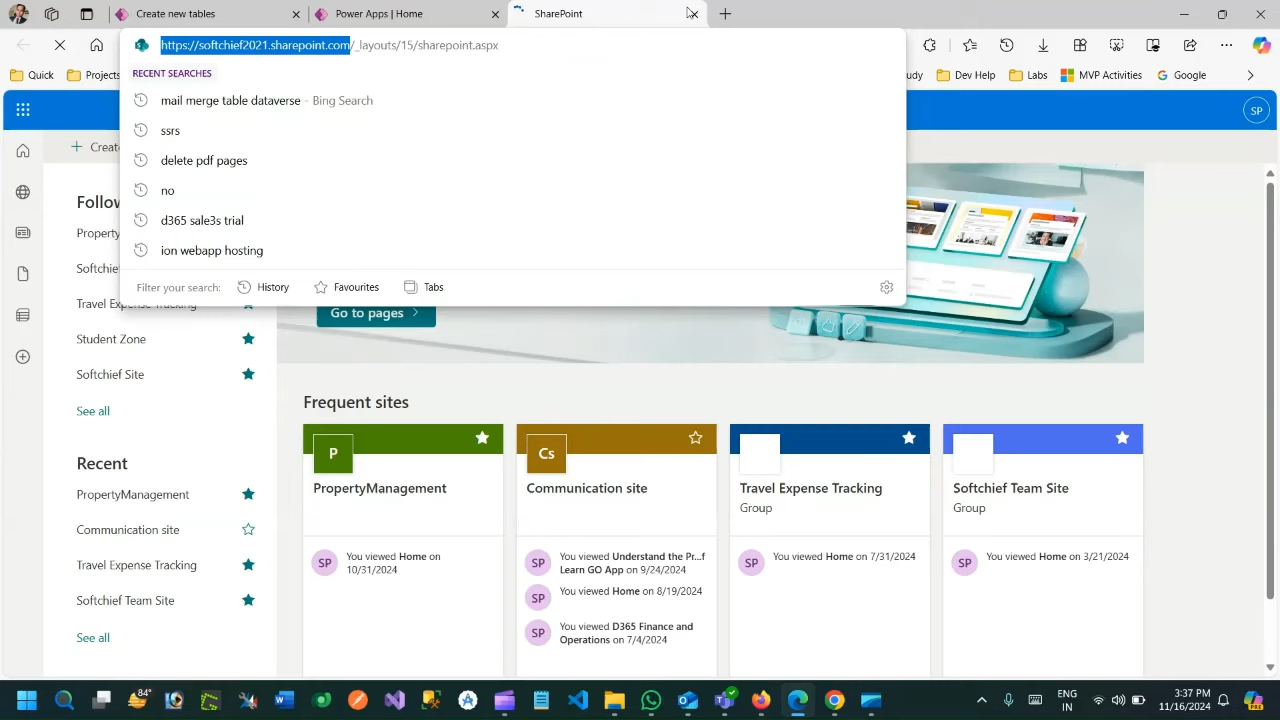 Create table views
Power Apps | Home
SharePoint
https://softchief2021.sharepoint.com/_layouts/15/sharepoint.aspx
Quick
Projects
udy
Dev Help
Labs
MVP Activities
Google
RECENT SEARCHES
mail merge table dataverse - Bing Search
ssrs
delete pdf pages
no
d365 sale3s trial
ion webapp hosting
Filter your search:
History
Favourites
Tabs
SP
Create
Follow
Property
Softchie
Travel Expense Tracking
Student Zone
Softchief Site
See all
Go to pages
Recent
PropertyManagement
Communication site
Travel Expense Tracking
Softchief Team Site
See all
Frequent sites
P
PropertyManagement
SP
You viewed Home on
10/31/2024
Cs
Communication site
SP
You viewed Understand the Pr...f
Learn GO App on 9/24/2024
SP
You viewed Home on 8/19/2024
SP
You viewed D365 Finance and
Operations on 7/4/2024
Travel Expense Tracking
Group
SP
You viewed Home on 7/31/2024
Softchief Team Site
Group
SP
You viewed Home on 3/21/2024
84°
ENG
IN
3:37 PM
11/16/2024